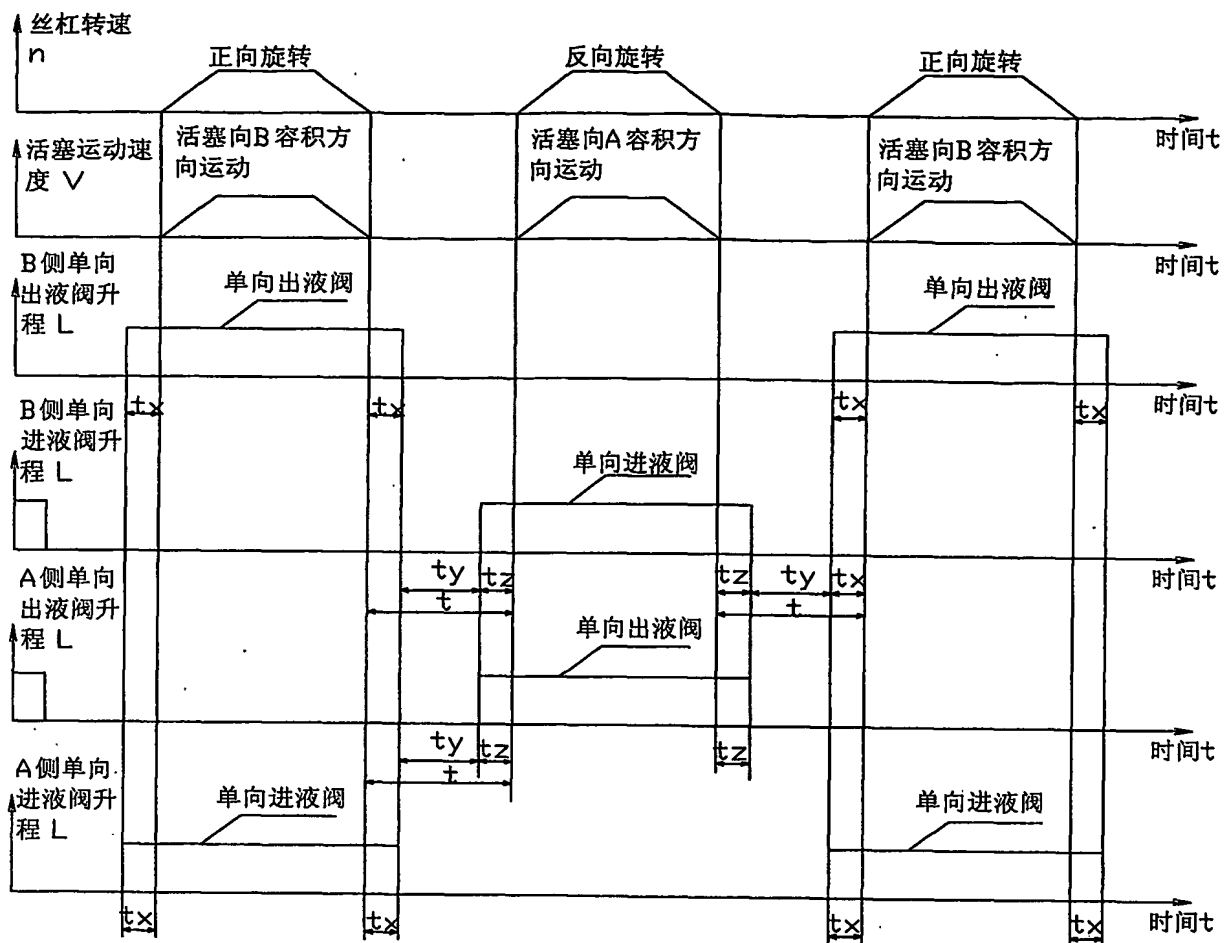 丝杠转速
n
正向旋转
反向旋转
正向旋转
时间t
活塞运动速
度 V
活塞向B容积方
向运动
活塞向A容积方
向运动
活塞向B容积方
向运动
时间t
B侧单向
出液阀升
程 L
单向出液阀
单向出液阀
tx
tx
tx
tx
时间t
B侧单向
进液阀升
程 L
单向进液阀
时间t
ty
tz
t
tz
ty
tx
t
A侧单向
出液阀升
程 L
单向出液阀
时间t
ty
tz
t
tz
A侧单向
进液阀升
程 L
单向进液阀
单向进液阀
时间t
tx
tx
tx
tx